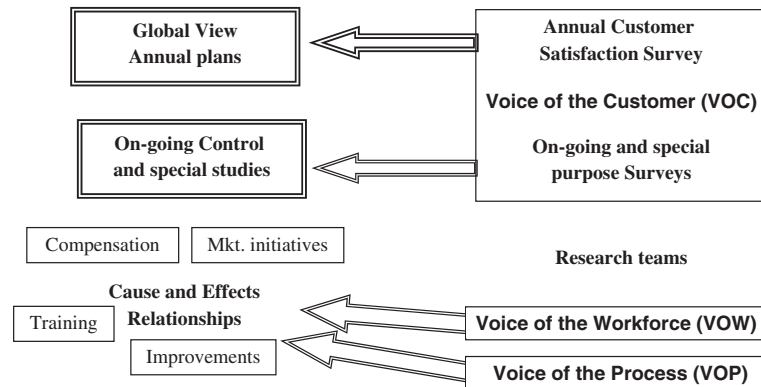 Global View
Annual plans
Annual Customer
Satisfaction Survey
Voice of the Customer (VOC)
On-going Control
and special studies
On-going and special
purpose Surveys
Compensation
Mkt. initiatives
Research teams
Cause and Effects
Relationships
Training
Improvements
Voice of the Workforce (VOW)
Voice of the Process (VOP)